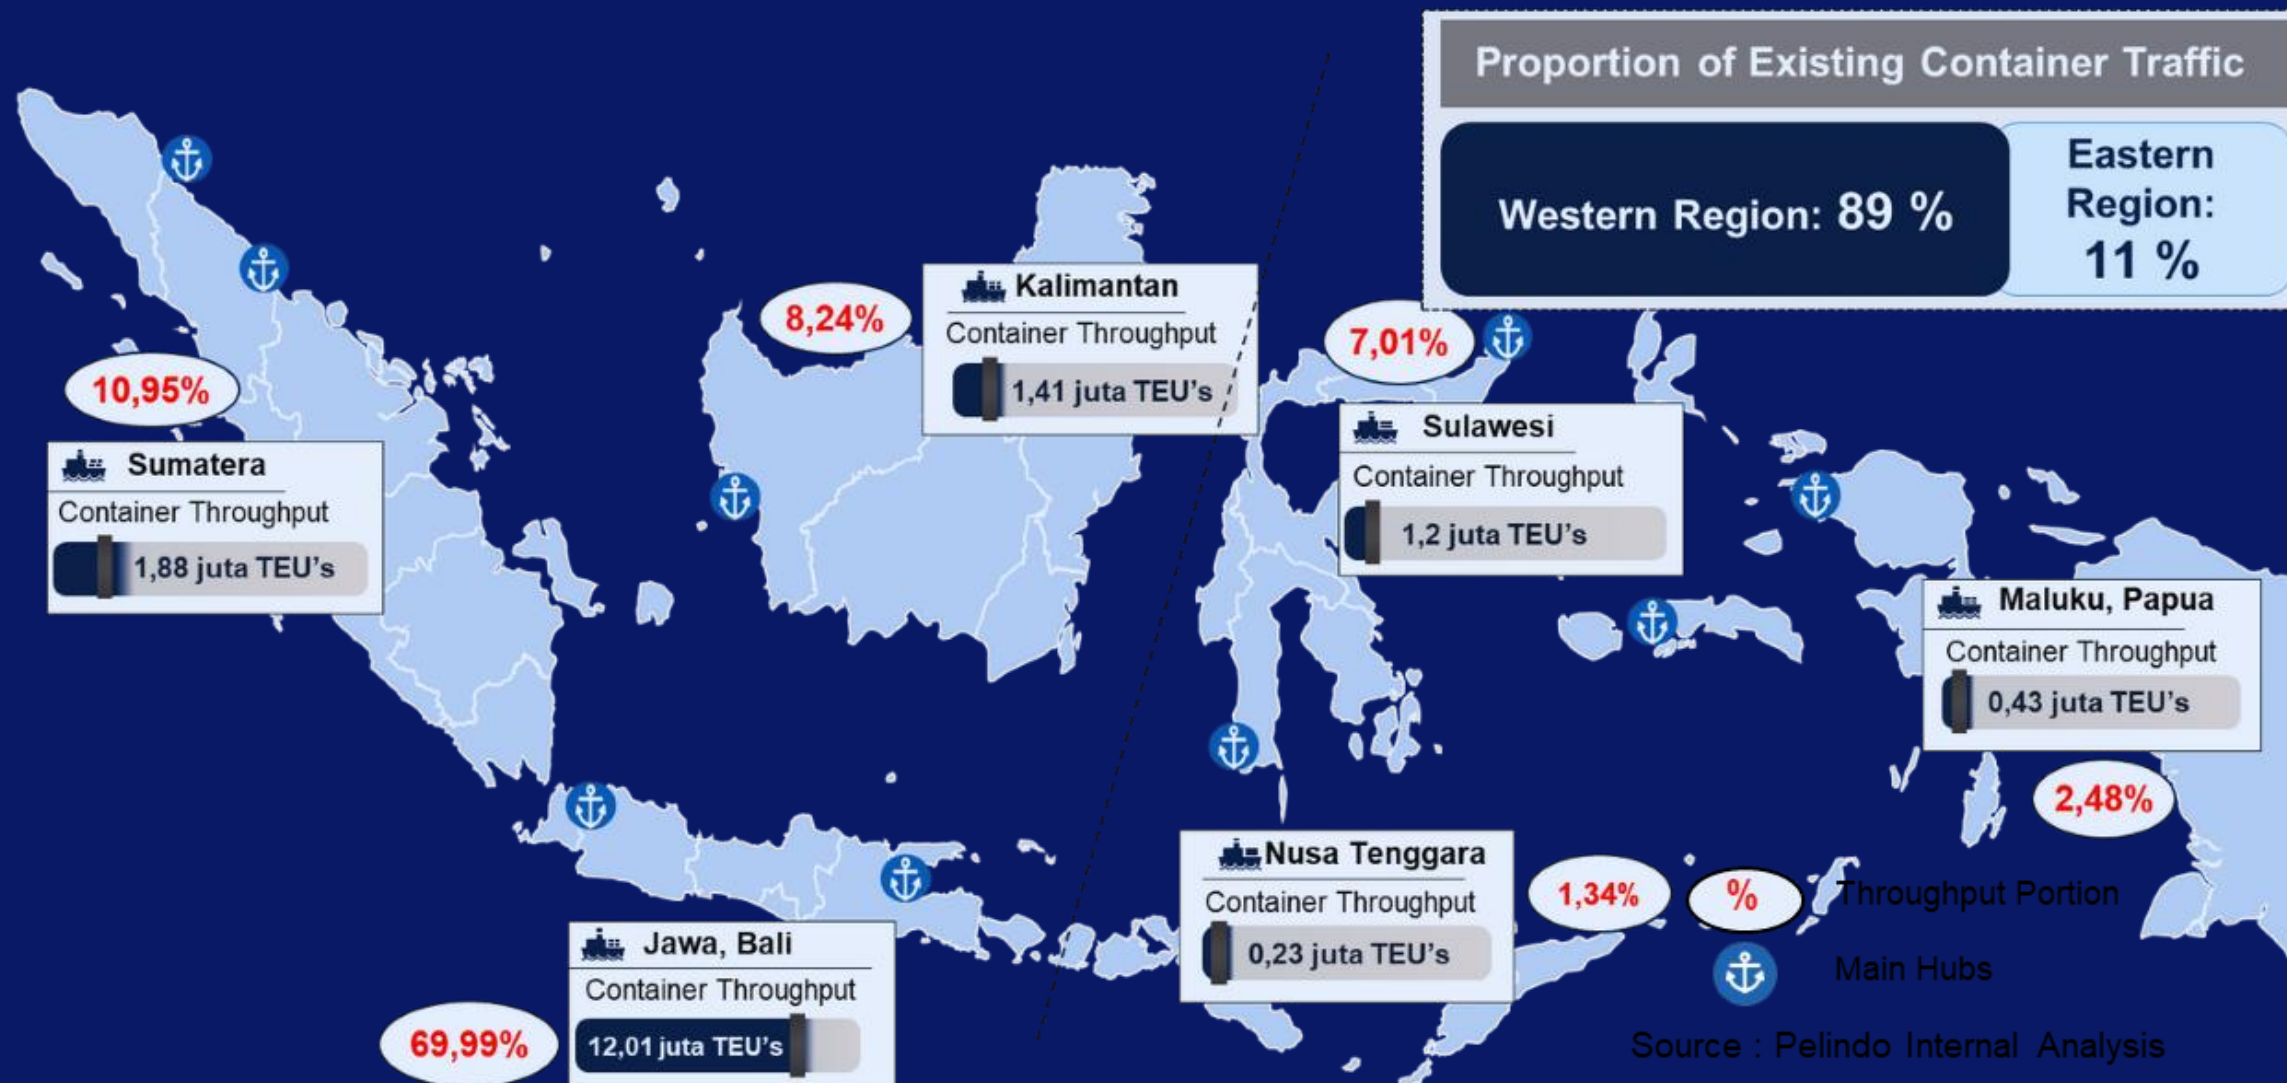 Proportion of Existing Container Traffic
Western Region: 89 %
Eastern
Region:
11 %
8,24%
Kalimantan
Container Throughput
1,41 juta TEU's
7,01%
Sulawesi
Container Throughput
1,2 juta TEU's
10,95%
Sumatera
Container Throughput
1,88 juta TEU's
Maluku, Papua
Container Throughput
0,43 juta TEU's
2,48%
Nusa Tenggara
Container Throughput
0,23 juta TEU's
1,34%
Jawa, Bali
Container Throughput
12,01 juta TEU's
69,99%
% Throughput Portion
Main Hubs
Source : Pelindo Internal Analysis